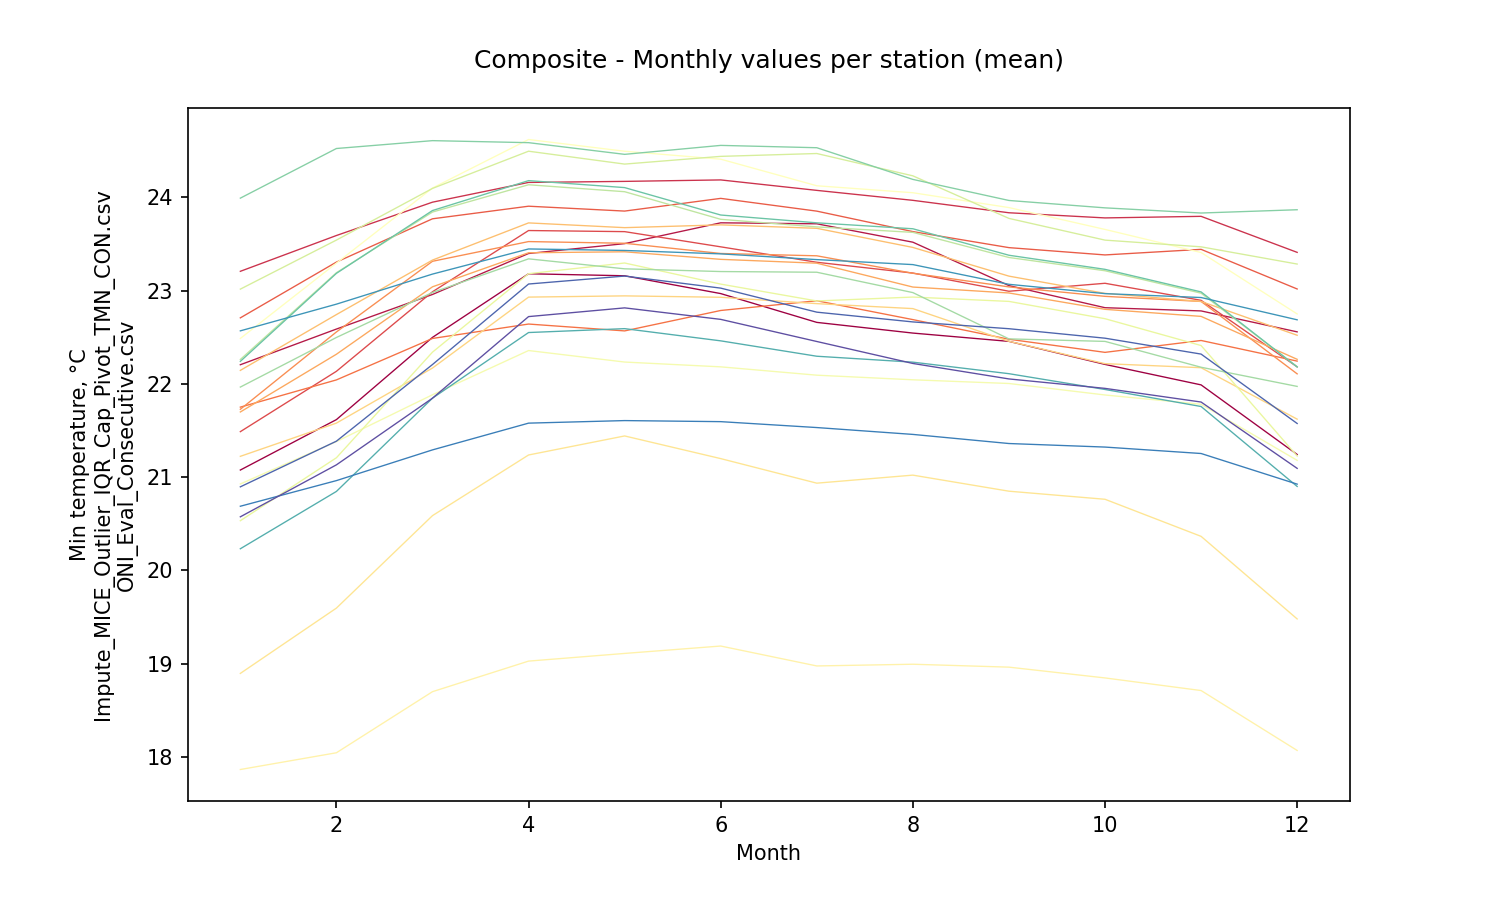 Composite - Monthly values per station (mean)
Min temperature, °C
Impute_MICE_Outlier_IQR_Cap_Pivot_TMN_CON.csv
ONI_Eval_Consecutive.csv
24
23
22
21
20
19
18
2 4 6 8 10 12
Month